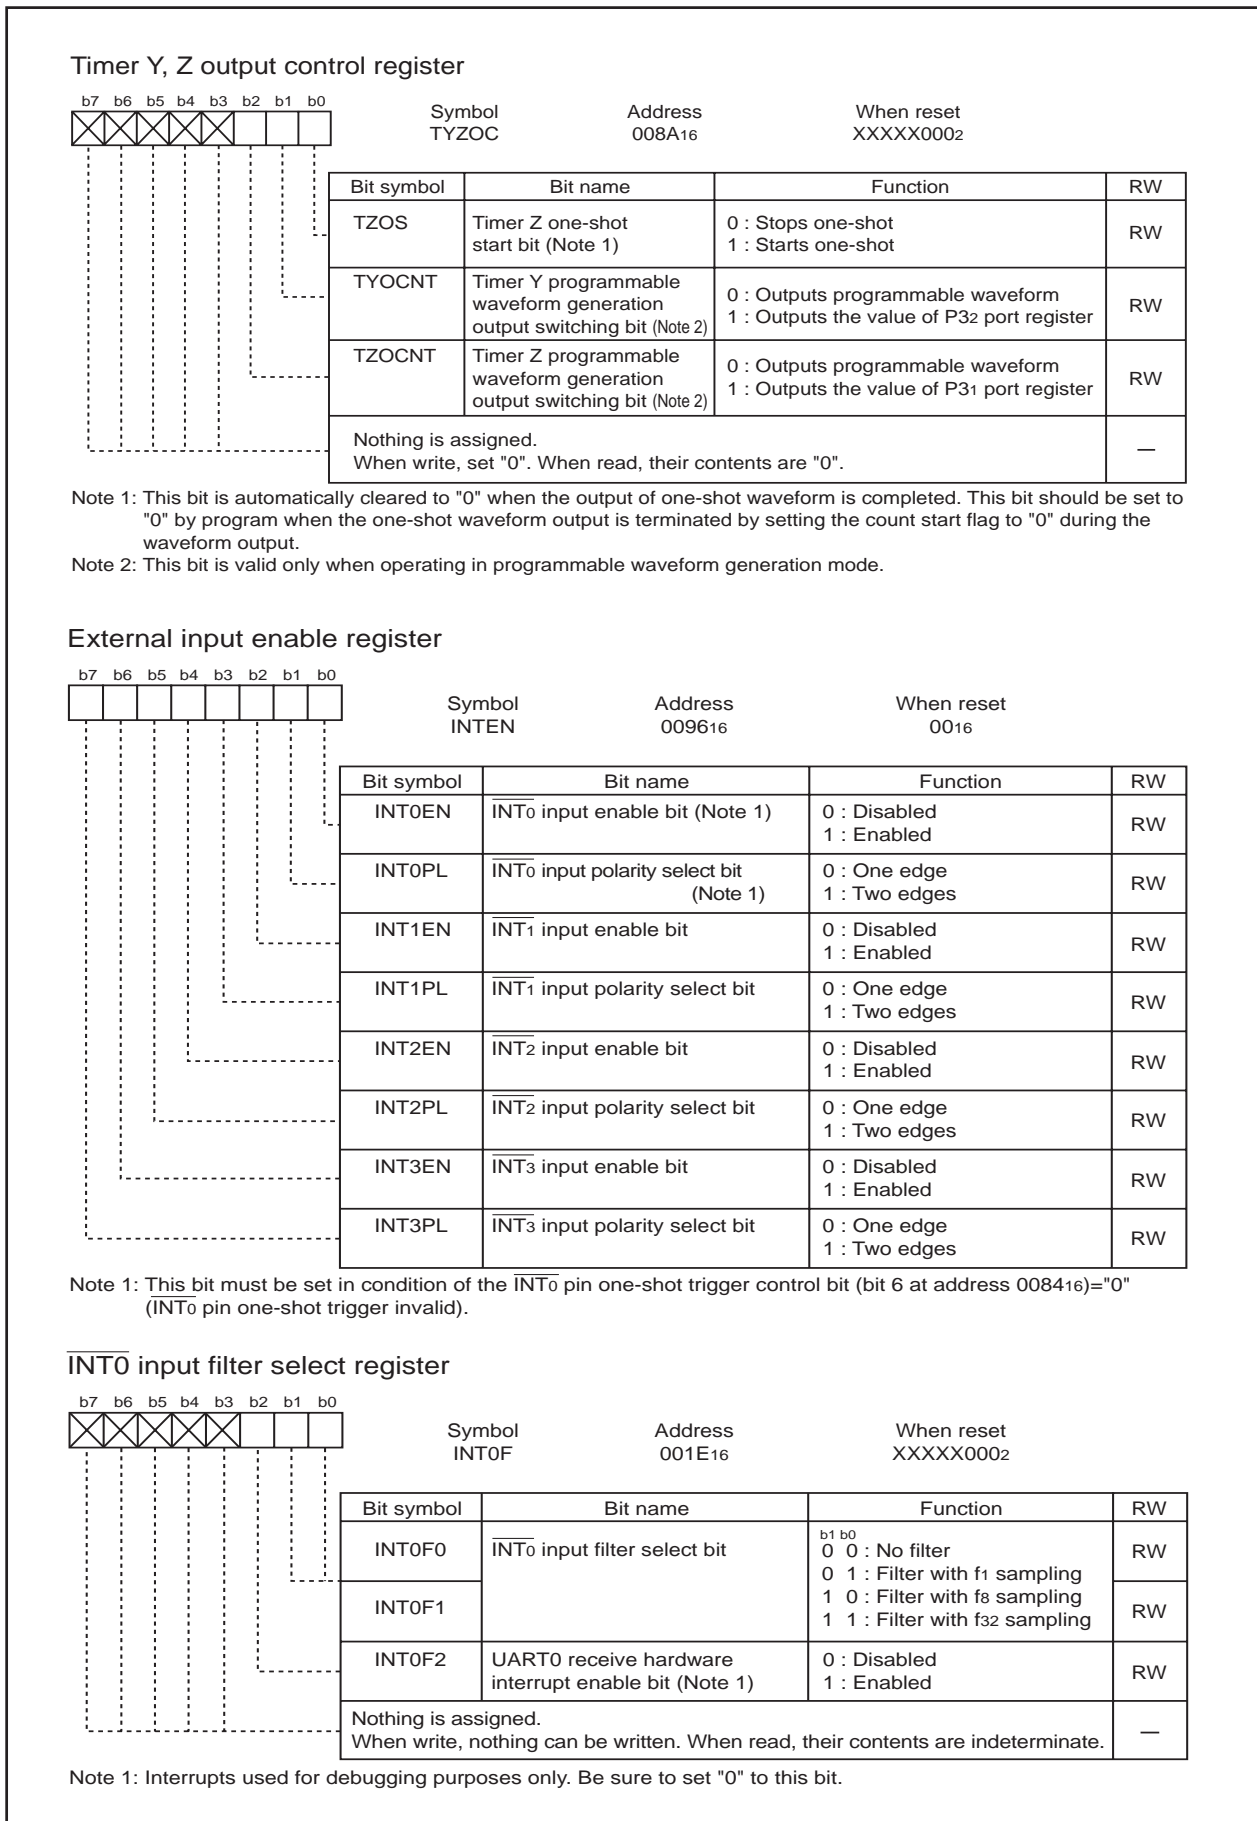 Timer Y, Z output control register
b7 b6 b5 b4 b3 b2 b1 b0
Symbol Address When reset
TYZOC 008A16 XXXXX0002
Bit symbol Bit name Function RW
TZOS Timer Z one-shot start bit (Note 1) 0 : Stops one-shot 1 : Starts one-shot RW
TYOCNT Timer Y programmable waveform generation output switching bit (Note 2) 0 : Outputs programmable waveform 1 : Outputs the value of P32 port register RW
TZOCNT Timer Z programmable waveform generation output switching bit (Note 2) 0 : Outputs programmable waveform 1 : Outputs the value of P31 port register RW
Nothing is assigned.
When write, set "0". When read, their contents are "0". —
Note 1: This bit is automatically cleared to "0" when the output of one-shot waveform is completed. This bit should be set to
"0" by program when the one-shot waveform output is terminated by setting the count start flag to "0" during the
waveform output.
Note 2: This bit is valid only when operating in programmable waveform generation mode.
External input enable register
b7 b6 b5 b4 b3 b2 b1 b0
Symbol Address When reset
INTEN 009616 0016
Bit symbol Bit name Function RW
INT0EN INT0 input enable bit (Note 1) 0 : Disabled 1 : Enabled RW
INT0PL INT0 input polarity select bit (Note 1) 0 : One edge 1 : Two edges RW
INT1EN INT1 input enable bit 0 : Disabled 1 : Enabled RW
INT1PL INT1 input polarity select bit 0 : One edge 1 : Two edges RW
INT2EN INT2 input enable bit 0 : Disabled 1 : Enabled RW
INT2PL INT2 input polarity select bit 0 : One edge 1 : Two edges RW
INT3EN INT3 input enable bit 0 : Disabled 1 : Enabled RW
INT3PL INT3 input polarity select bit 0 : One edge 1 : Two edges RW
Note 1: This bit must be set in condition of the INT0 pin one-shot trigger control bit (bit 6 at address 008416)="0"
(INT0 pin one-shot trigger invalid).
INT0 input filter select register
b7 b6 b5 b4 b3 b2 b1 b0
Symbol Address When reset
INT0F 001E16 XXXXX0002
Bit symbol Bit name Function RW
b1 b0
INT0F0 INT0 input filter select bit 0 0 : No filter RW
0 1 : Filter with f1 sampling
INT0F1 1 0 : Filter with f8 sampling RW
1 1 : Filter with f32 sampling
INT0F2 UART0 receive hardware interrupt enable bit (Note 1) 0 : Disabled 1 : Enabled RW
Nothing is assigned.
When write, nothing can be written. When read, their contents are indeterminate. —
Note 1: Interrupts used for debugging purposes only. Be sure to set "0" to this bit.